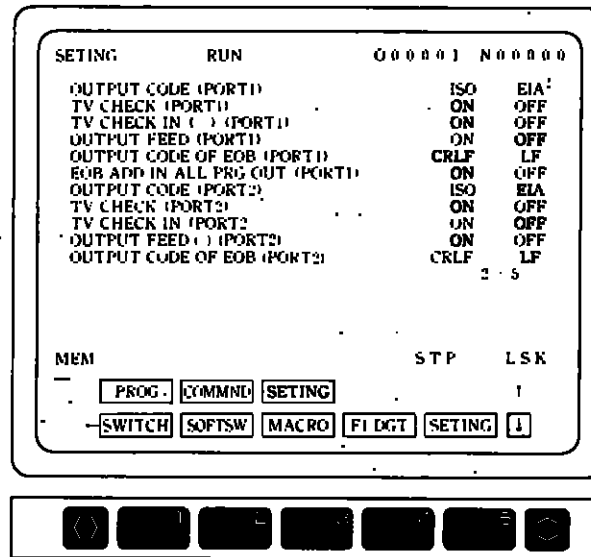 SETING RUN O00001 N00000
OUTPUT CODE (PORT1) ISO EIA
TV CHECK (PORT1) ON OFF
TV CHECK IN ( ) (PORT1) ON OFF
OUTPUT FEED (PORT1) ON OFF
OUTPUT CODE OF EOB (PORT1) CRLF LF
EOB ADD IN ALL PRG OUT (PORT1) ON OFF
OUTPUT CODE (PORT2) ISO EIA
TV CHECK (PORT2) ON OFF
TV CHECK IN (PORT2 ON OFF
OUTPUT FEED ( ) (PORT2) ON OFF
OUTPUT CODE OF EOB (PORT2) CRLF LF
2 - 5
MEM STP LSK
PROG. COMMND SETING ↑
SWITCH SOFTSW MACRO F1 DGT SETING ↓